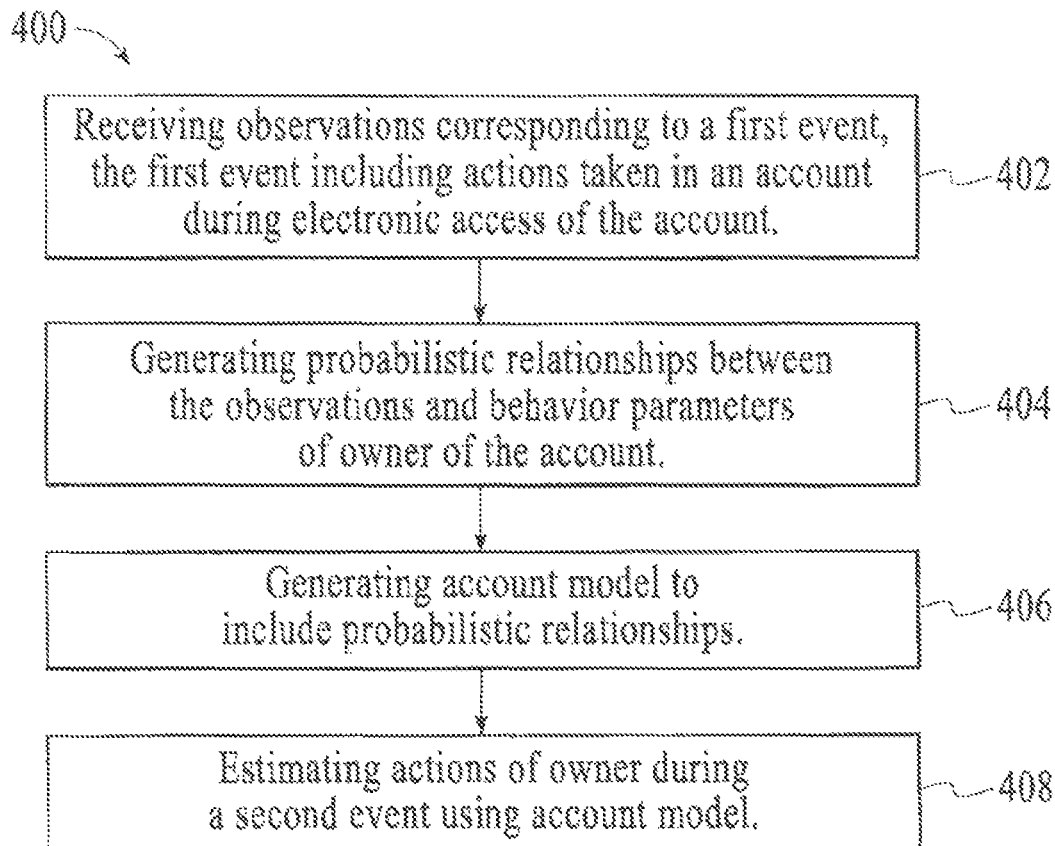 400
Receiving observations corresponding to a first event,
the first event including actions taken in an account
during electronic access of the account.
402
Generating probabilistic relationships between
the observations and behavior parameters
of owner of the account.
404
Generating account model to
include probabilistic relationships.
406
Estimating actions of owner during
a second event using account model.
408